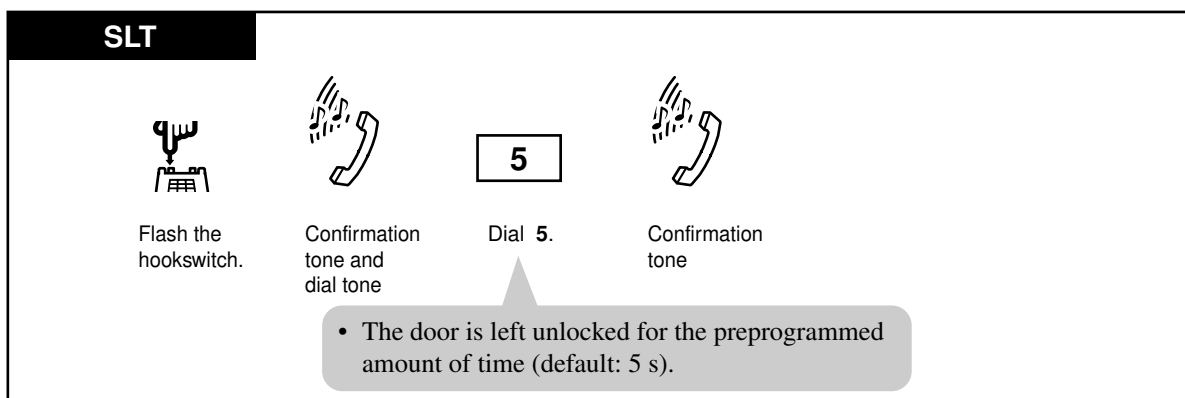 SLT
5
Flash the
hookswitch.
Confirmation
tone and
dial tone
Dial 5.
Confirmation
tone
• The door is left unlocked for the preprogrammed
amount of time (default: 5 s).